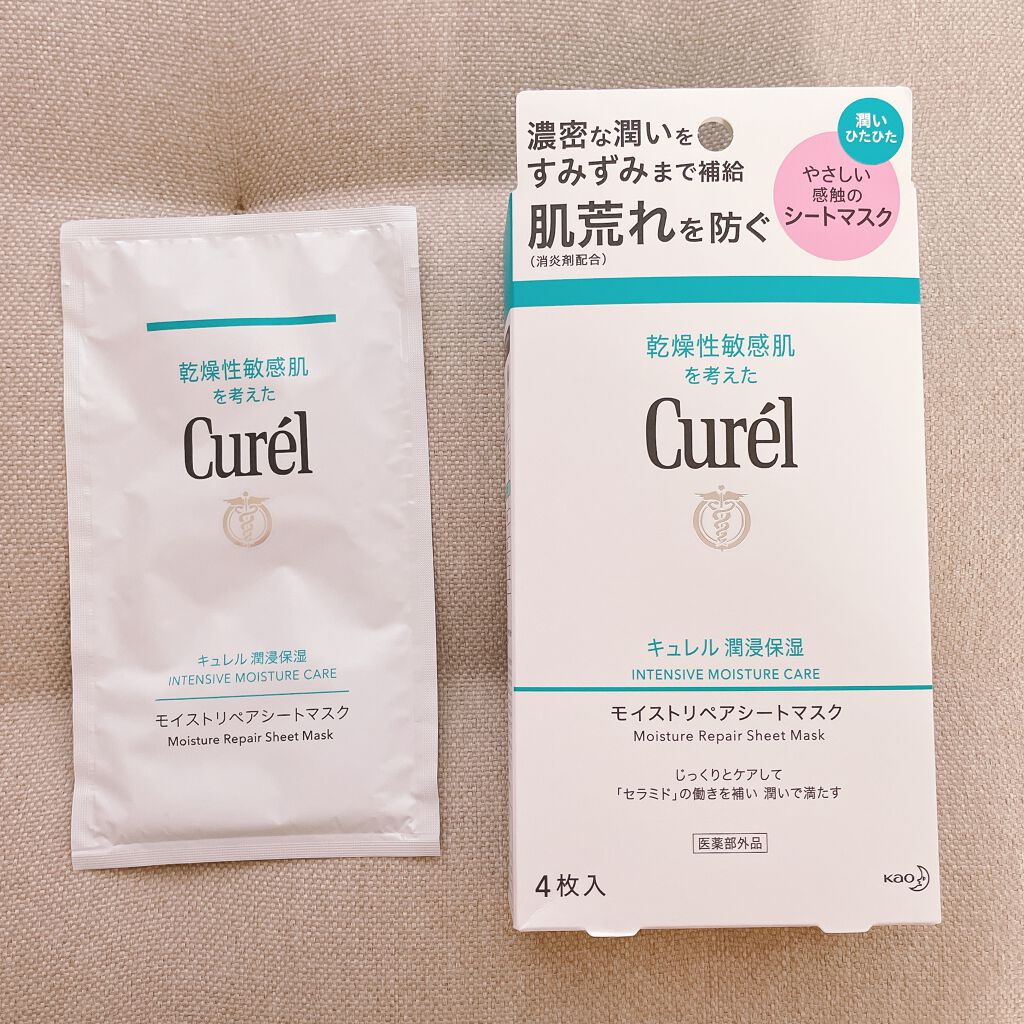 乾燥性敏感肌
を考えた
Curél
キュレル 潤浸保湿
INTENSIVE MOISTURE CARE
モイストリペアシートマスク
Moisture Repair Sheet Mask
濃密な潤いを
すみずみまで補給
肌荒れを防ぐ
(消炎剤配合)
潤い
ひたひた
やさしい
感触の
シートマスク
乾燥性敏感肌
を考えた
Curél
キュレル 潤浸保湿
INTENSIVE MOISTURE CARE
モイストリペアシートマスク
Moisture Repair Sheet Mask
じっくりとケアして
「セラミド」の働きを補い 潤いで満たす
医薬部外品
4枚入
Kao